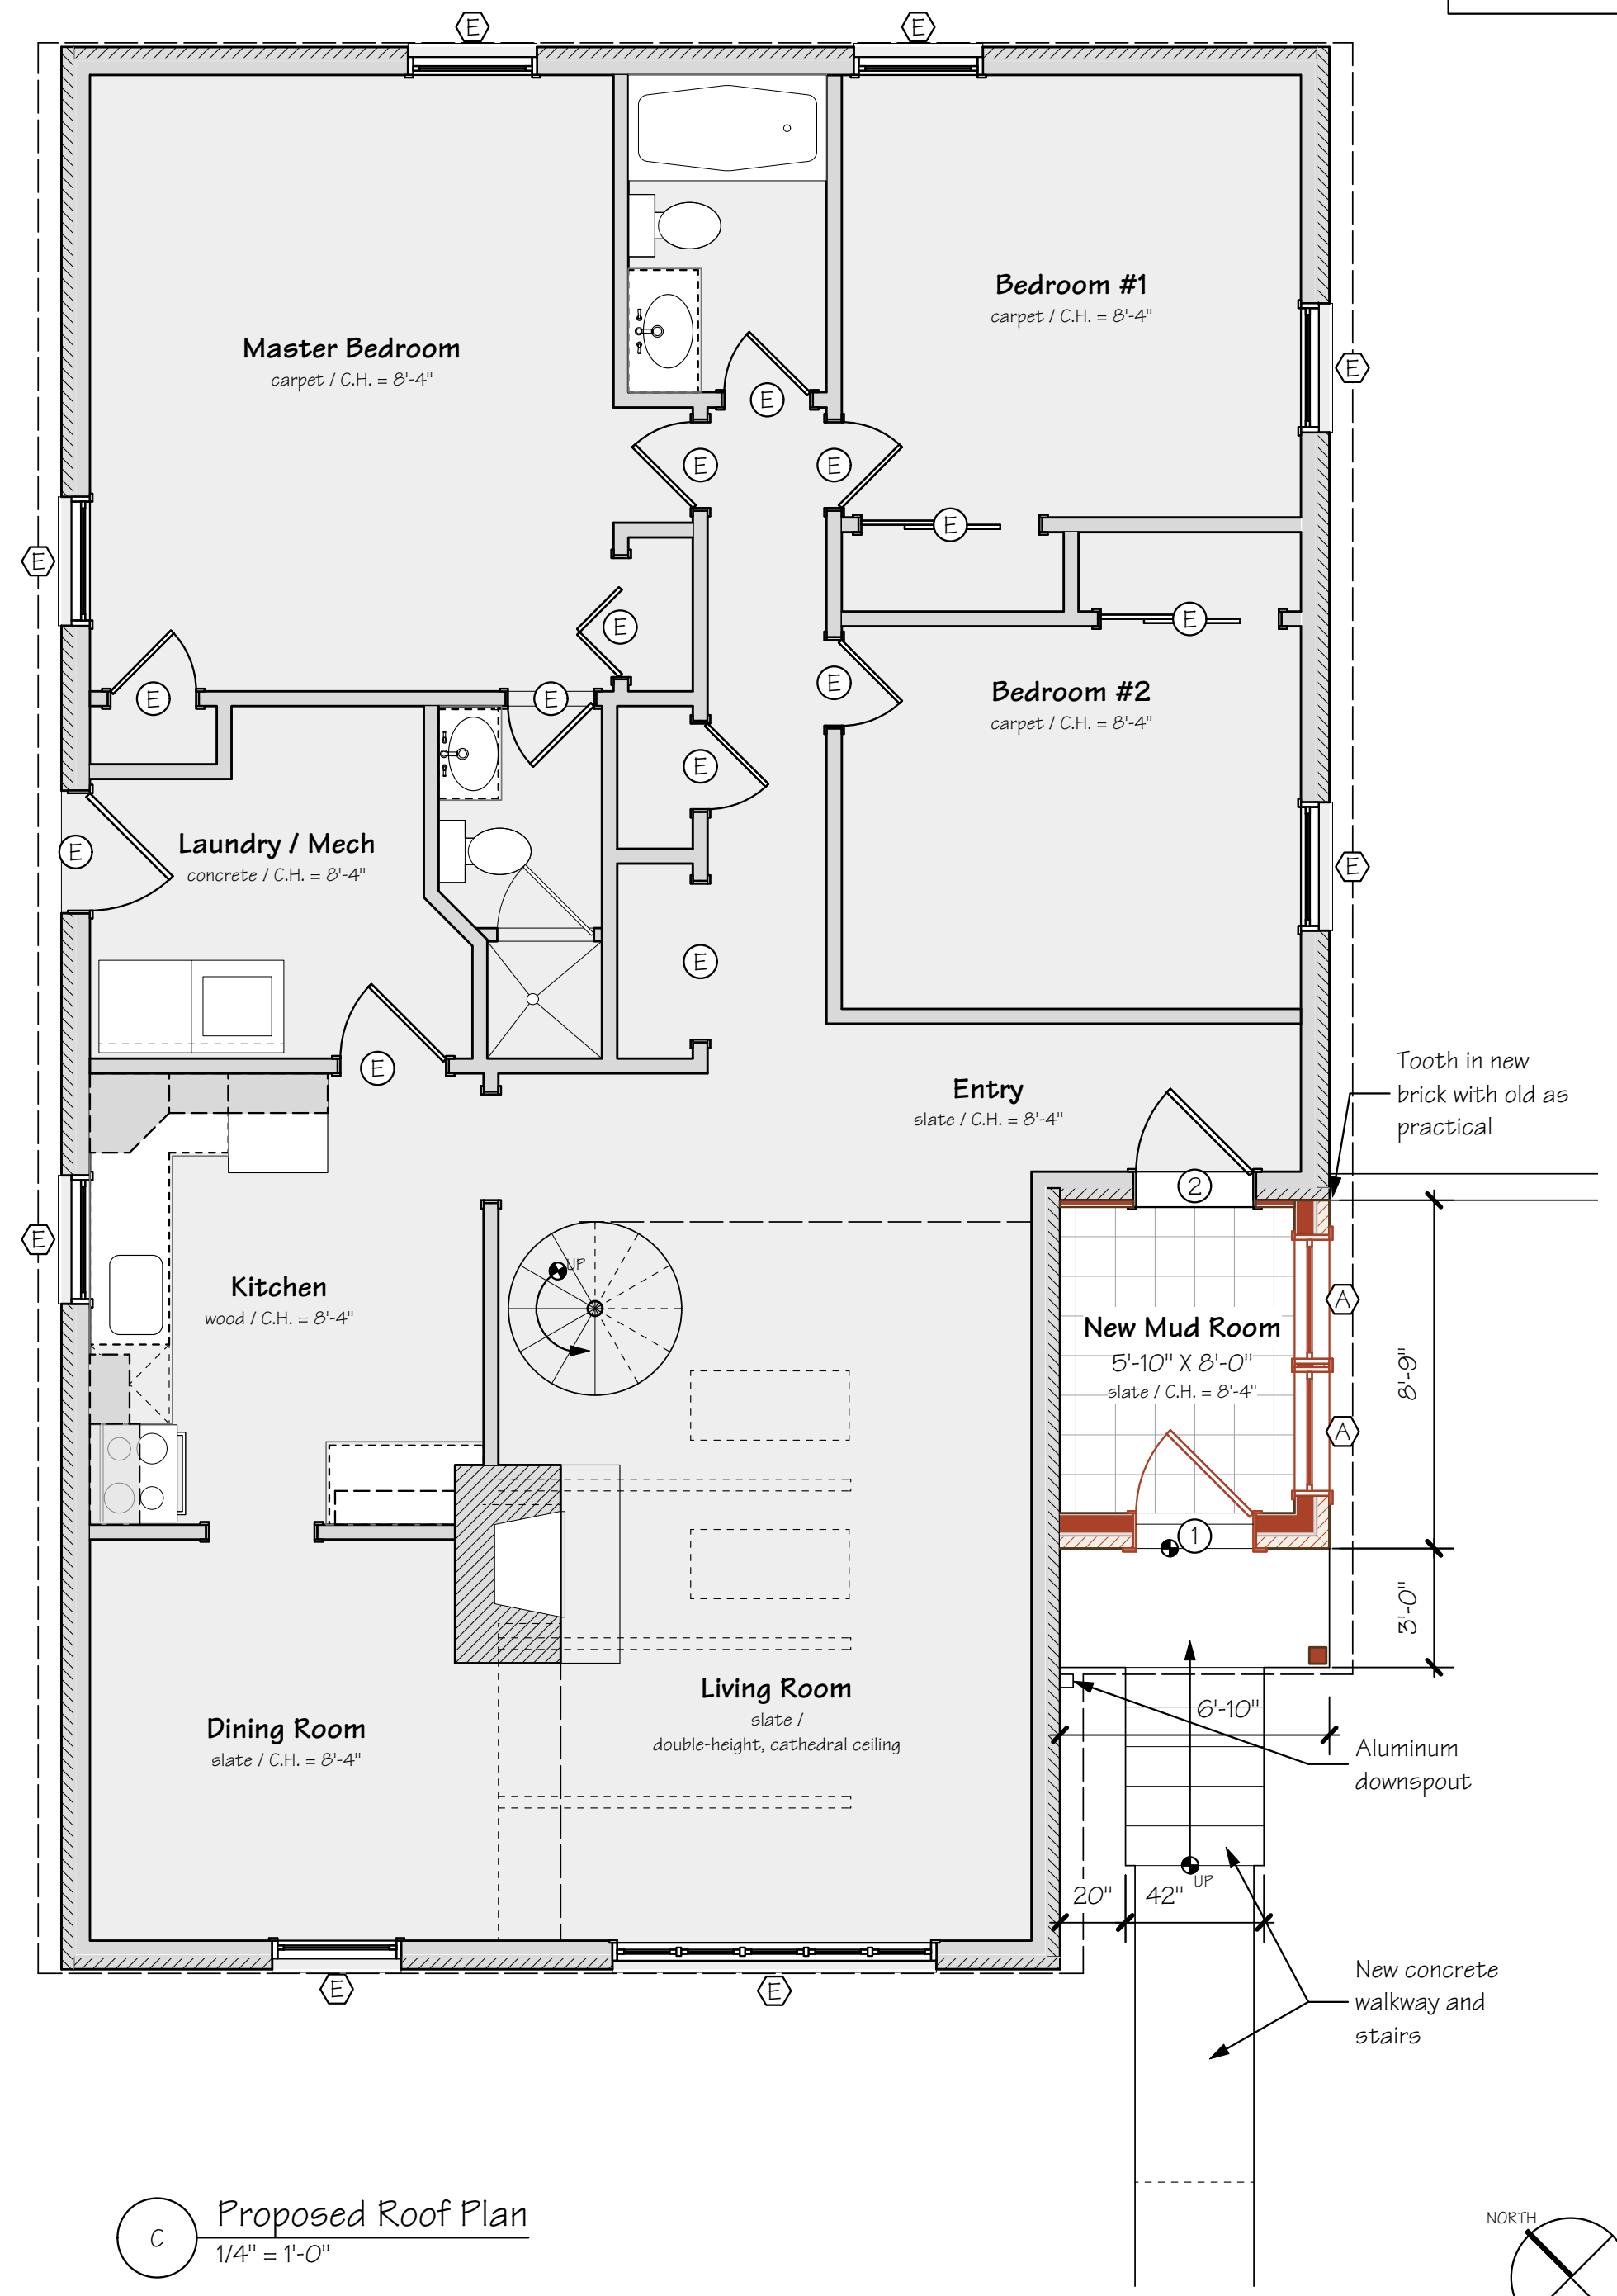 E
E
Bedroom #1
carpet / C.H. = 8'-4"
Master Bedroom
carpet / C.H. = 8'-4"
E
E
E
E
E
E
E
E
E
Bedroom #2
carpet / C.H. = 8'-4"
E
E
E
E
Laundry / Mech
concrete / C.H. = 8'-4"
E
E
E
E
Tooth in new
brick with old as
practical
Entry
slate / C.H. = 8'-4"
2
E
UP
Kitchen
wood / C.H. = 8'-4"
A
New Mud Room
5'-10" X 8'-0"
slate / C.H. = 8'-4"
8'-9"
A
1
3'-0"
Living Room
slate /
double-height, cathedral ceiling
Dining Room
slate / C.H. = 8'-4"
6'-10"
Aluminum
downspout
UP
20"
42"
E
E
New concrete
walkway and
stairs
C
Proposed Roof Plan
1/4" = 1'-0"
NORTH